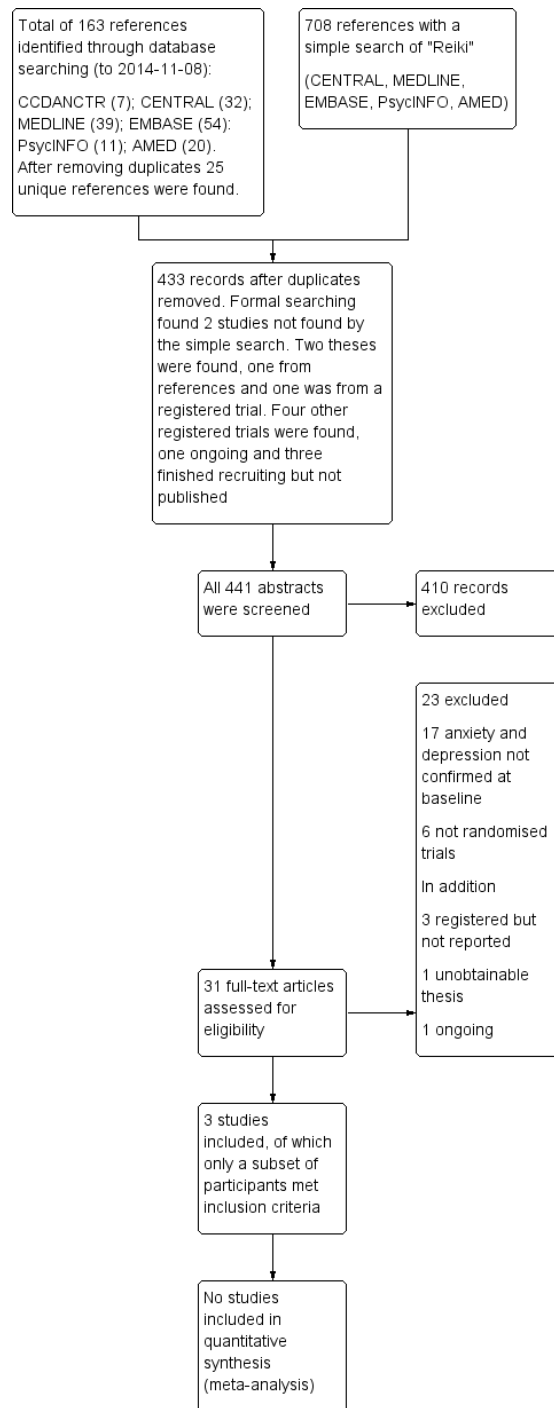 Total of 163 references
identified through database
searching (to 2014-11-08):
CCDANCTR (7); CENTRAL (32);
MEDLINE (39); EMBASE (54):
PsycINFO (11); AMED (20).
After removing duplicates 25
unique references were found.
708 references with a
simple search of "Reiki"
(CENTRAL, MEDLINE,
EMBASE, PsycINFO, AMED)
433 records after duplicates
removed. Formal searching
found 2 studies not found by
the simple search. Two theses
were found, one from
references and one was from a
registered trial. Four other
registered trials were found,
one ongoing and three
finished recruiting but not
published
All 441 abstracts
were screened
410 records
excluded
23 excluded
17 anxiety and
depression not
confirmed at
baseline
6 not randomised
trials
In addition
3 registered but
not reported
1 unobtainable
thesis
1 ongoing
31 full-text articles
assessed for
eligibility
3 studies
included, of which
only a subset of
participants met
inclusion criteria
No studies
included in
quantitative
synthesis
(meta-analysis)